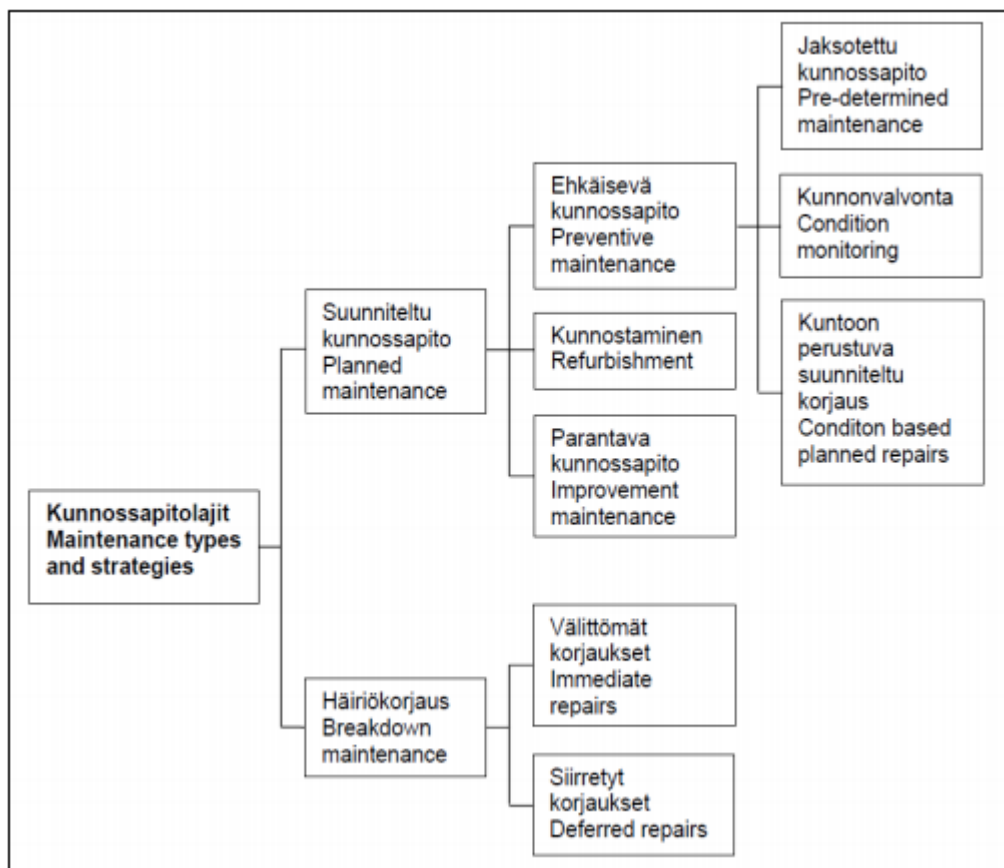 Jaksotettu
kunnossapito
Pre-determined
maintenance
Ehkäisevä
kunnossapito
Preventive
maintenance
Kunnonvalvonta
Condition
monitoring
Suunniteltu
kunnossapito
Planned
maintenance
Kunnostaminen
Refurbishment
Kuntoon
perustuva
suunniteltu
korjaus
Conditon based
planned repairs
Parantava
kunnossapito
Improvement
maintenance
Kunnossapitolajit
Maintenance types
and strategies
Välittömät
korjaukset
Immediate
repairs
Häiriökorjaus
Breakdown
maintenance
Siirretyt
korjaukset
Deferred repairs